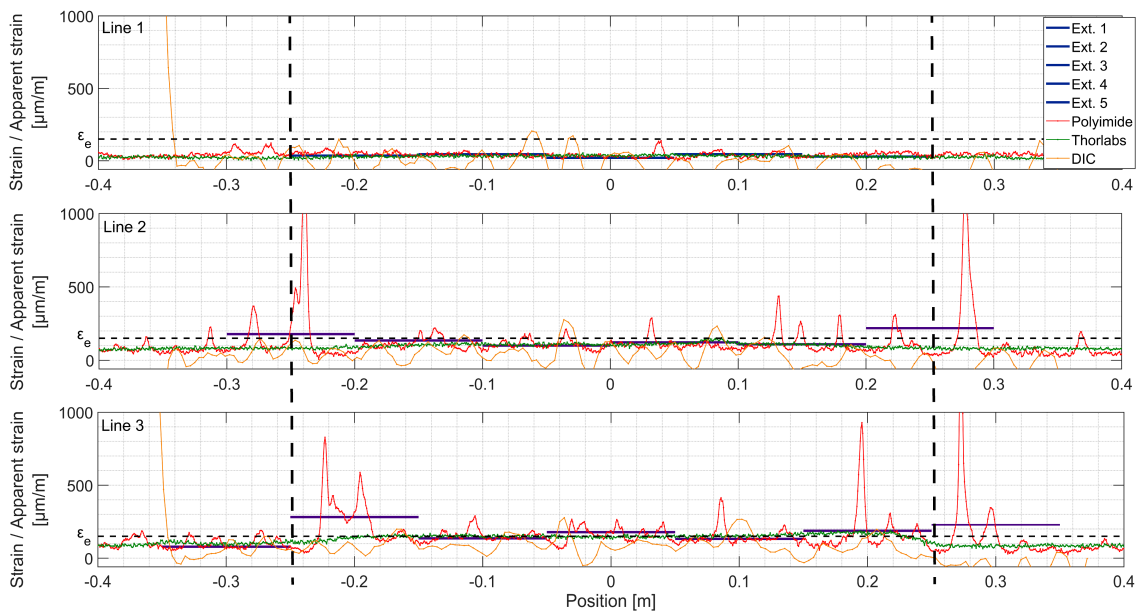 Line 1
Strain / Apparent strain
[μm/m]
1000
500
εe
0
-0.4 -0.3 -0.2 -0.1 0 0.1 0.2 0.3 0.4
Ext. 1
Ext. 2
Ext. 3
Ext. 4
Ext. 5
Polyimide
Thorlabs
DIC
Line 2
Strain / Apparent strain
[μm/m]
1000
500
εe
0
-0.4 -0.3 -0.2 -0.1 0 0.1 0.2 0.3 0.4
Line 3
Strain / Apparent strain
[μm/m]
1000
500
εe
0
-0.4 -0.3 -0.2 -0.1 0 0.1 0.2 0.3 0.4
Position [m]